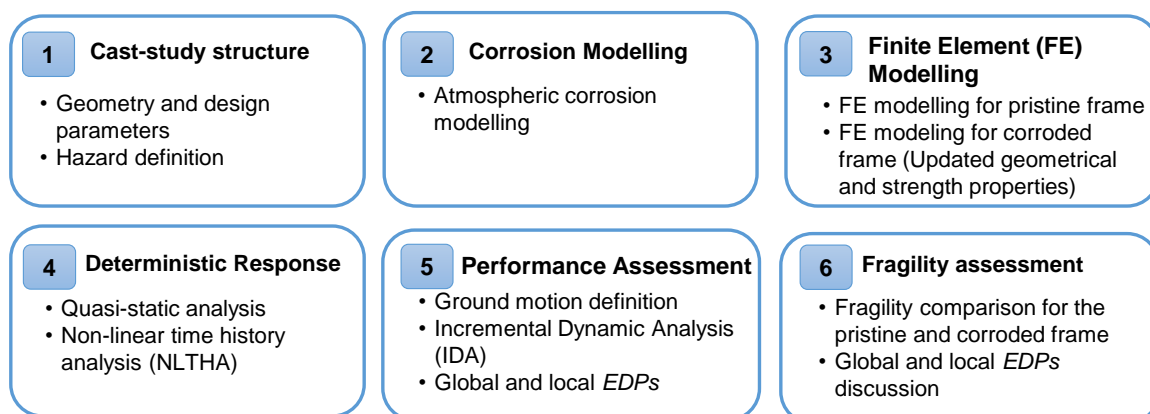 1
Cast-study structure
• Geometry and design
parameters
• Hazard definition
2
Corrosion Modelling
• Atmospheric corrosion
modelling
3
Finite Element (FE)
Modelling
• FE modelling for pristine frame
• FE modeling for corroded
frame (Updated geometrical
and strength properties)
4
Deterministic Response
• Quasi-static analysis
• Non-linear time history
analysis (NLTHA)
5
Performance Assessment
• Ground motion definition
• Incremental Dynamic Analysis
(IDA)
• Global and local EDPs
6
Fragility assessment
• Fragility comparison for the
pristine and corroded frame
• Global and local EDPs
discussion